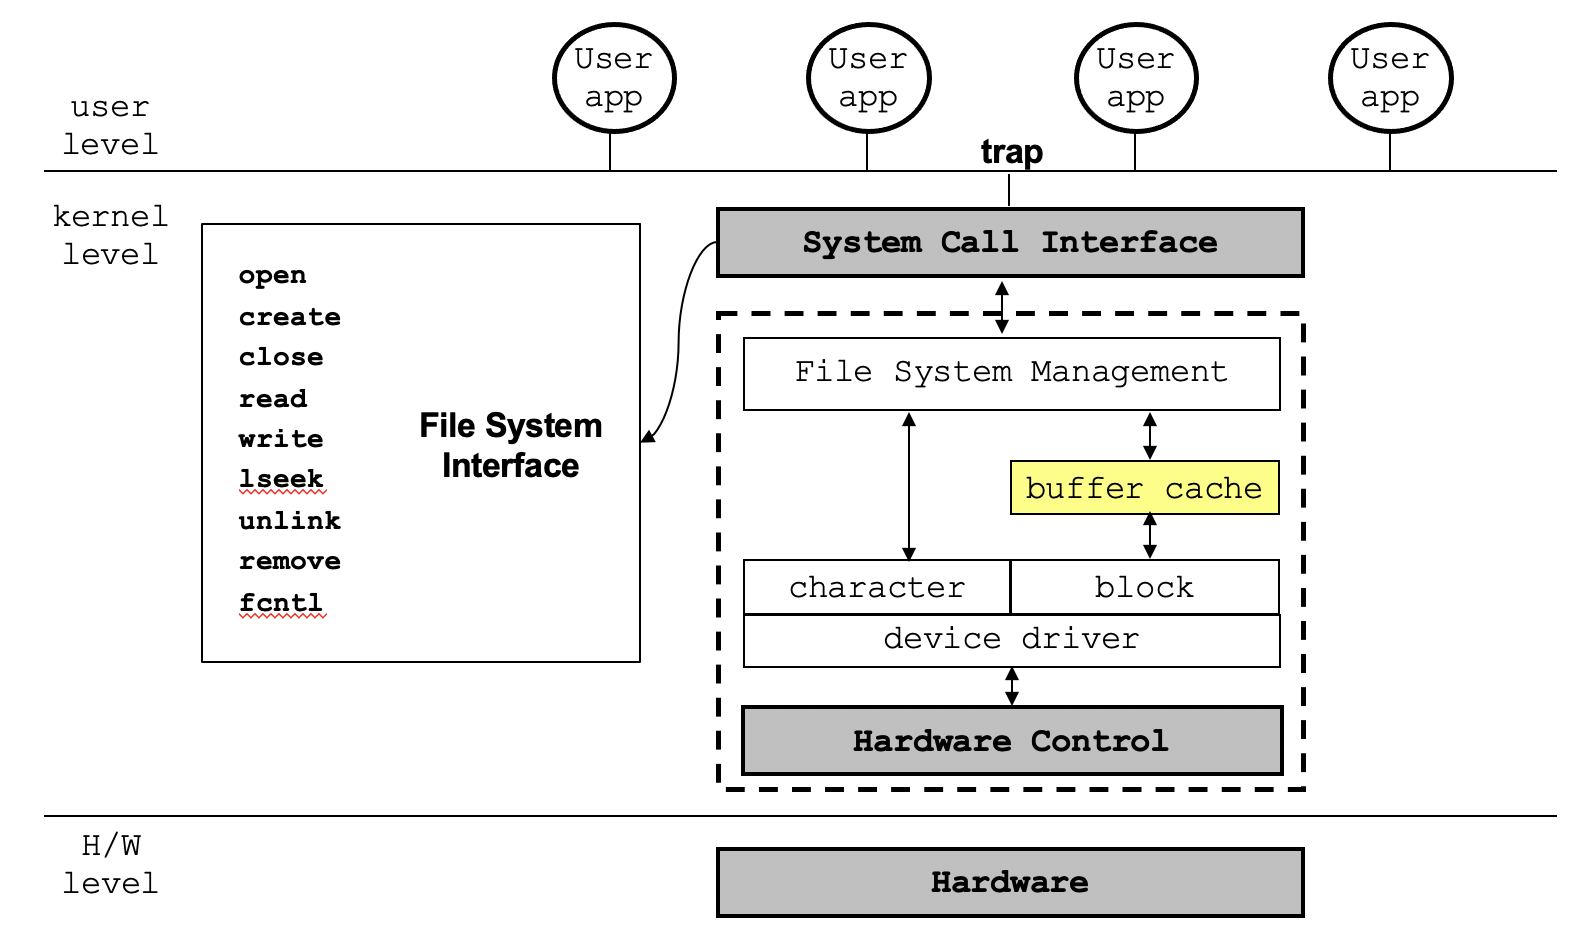 User
app
User
app
User
app
User
app
user
level
trap
kernel
level
System Call Interface
open
create
close
read
write
lseek
unlink
remove
fcntl
File System
Interface
File System Management
buffer cache
character
block
device driver
Hardware Control
H/W
level
Hardware